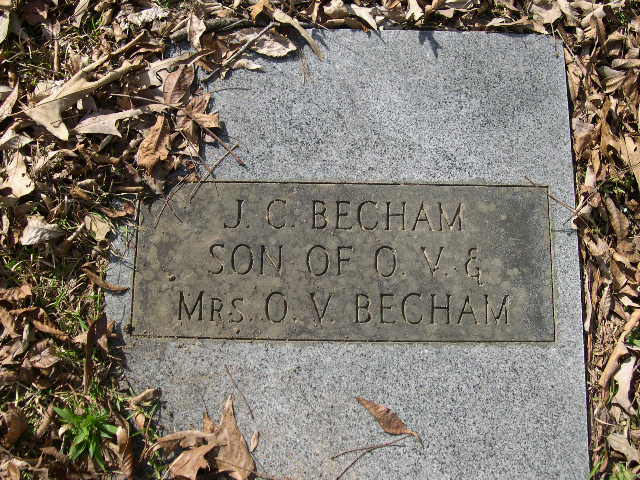 J. C. BECHAM
SON OF O. V. &
MRS. O. V. BECHAM